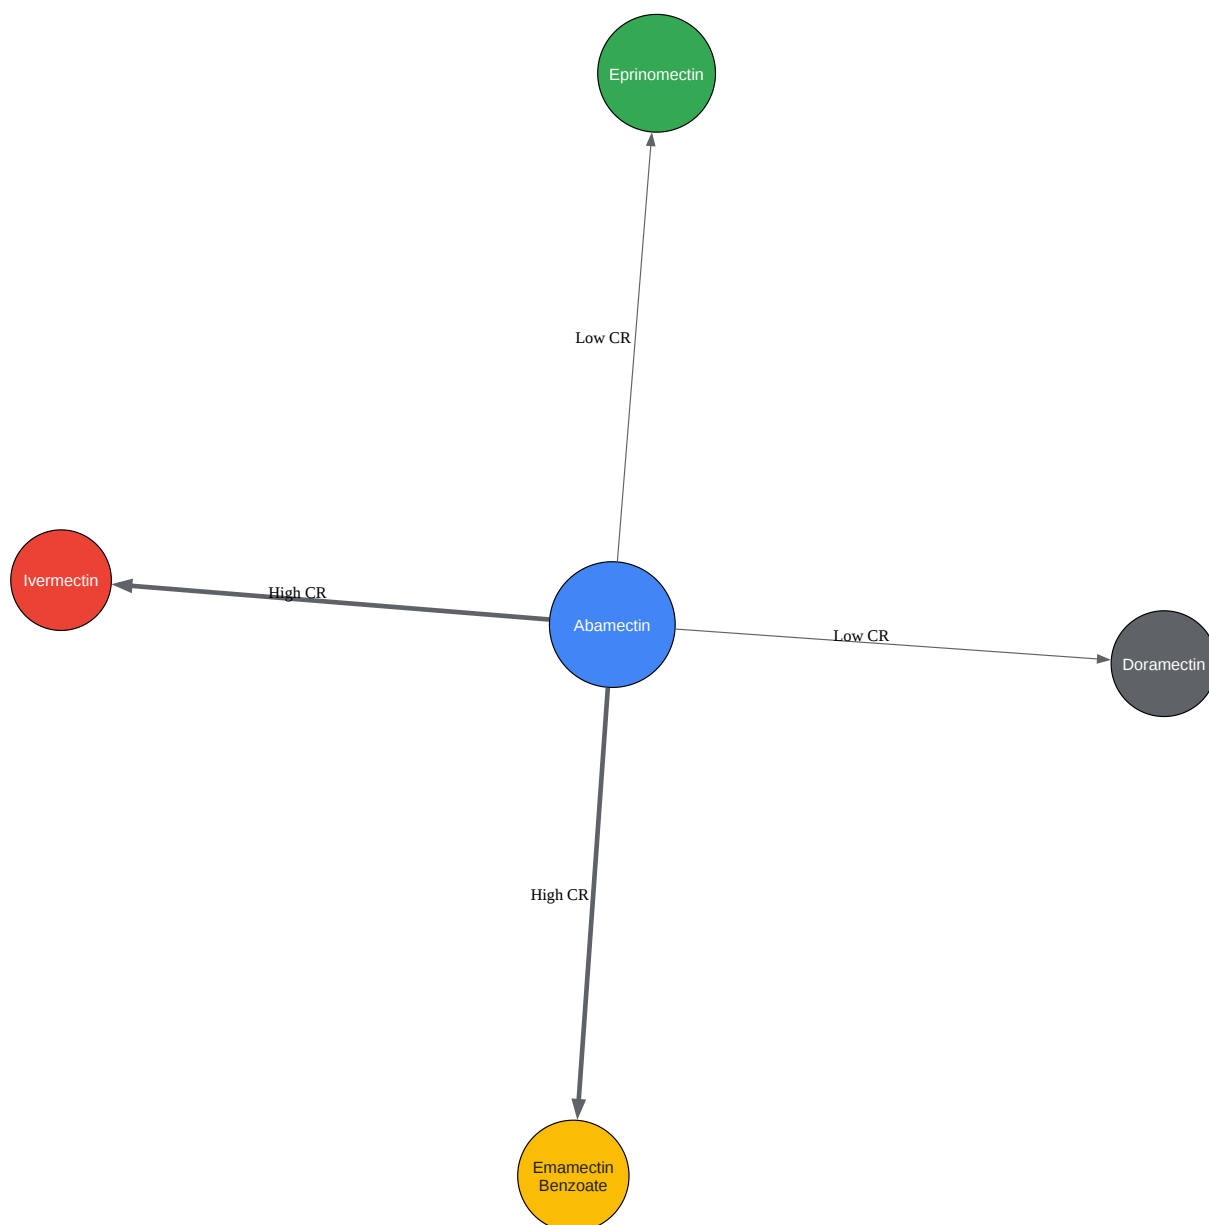 Eprinomectin
Low CR
Ivermectin
High CR
Abamectin
Low CR
Doramectin
High CR
Emamectin
Benzoate